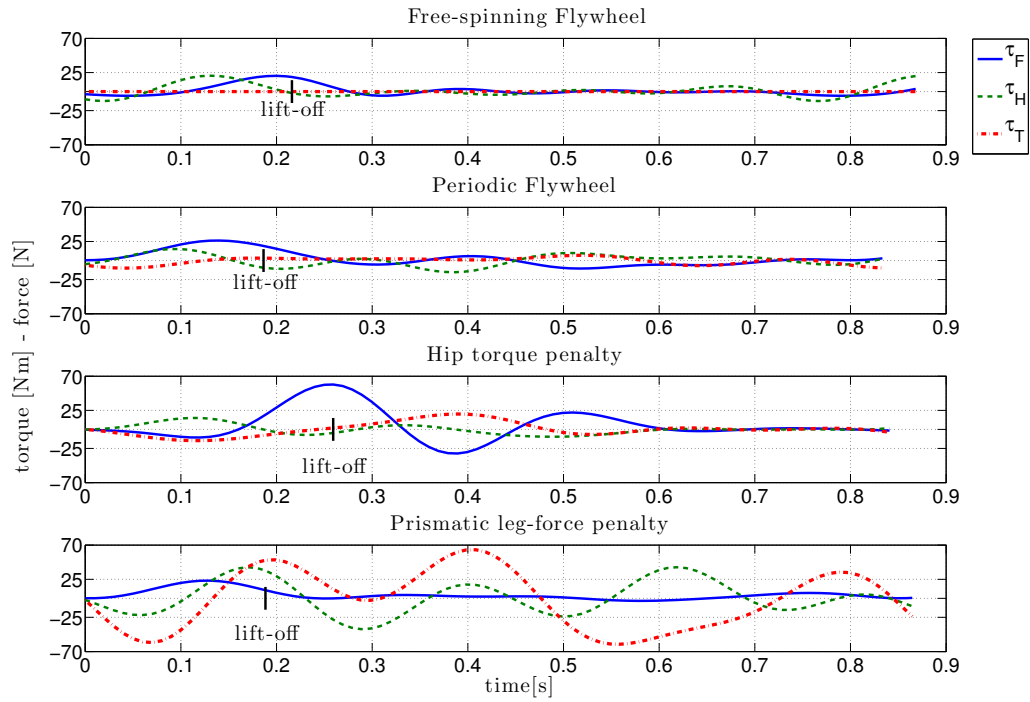 Free-spinning Flywheel
70
25
−25
−70
lift-off
0 0.1 0.2 0.3 0.4 0.5 0.6 0.7 0.8 0.9
τ_F
τ_H
τ_T
Periodic Flywheel
70
25
−25
−70
lift-off
0 0.1 0.2 0.3 0.4 0.5 0.6 0.7 0.8 0.9
torque [Nm] - force [N]
Hip torque penalty
70
25
−25
−70
lift-off
0 0.1 0.2 0.3 0.4 0.5 0.6 0.7 0.8 0.9
Prismatic leg-force penalty
70
25
−25
−70
lift-off
0 0.1 0.2 0.3 0.4 0.5 0.6 0.7 0.8 0.9
time[s]